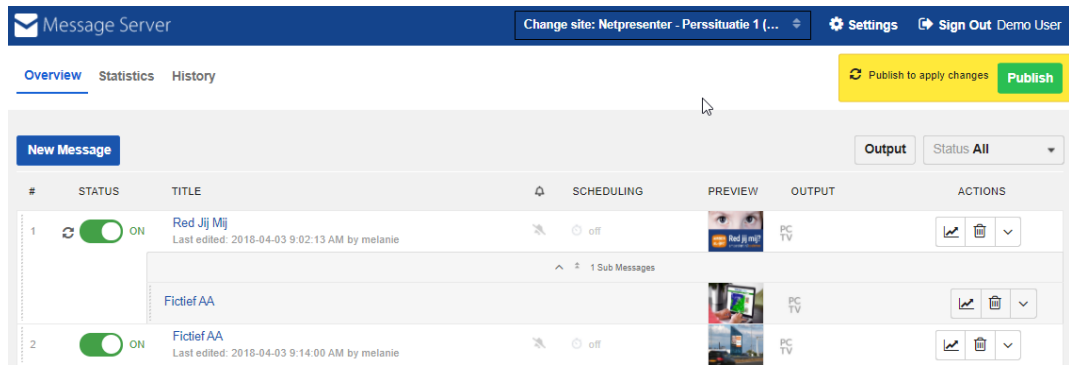 Message Server
Change site: Netpresenter - Perssituatie 1 (...
Settings
Sign Out Demo User
Overview Statistics History
Publish to apply changes
Publish
New Message
Output
Status All
# STATUS TITLE SCHEDULING PREVIEW OUTPUT ACTIONS
1 ON Red Jij Mij off Red jij mij? PC
Last edited: 2018-04-03 9:02:13 AM by melanie TV
1 Sub Messages
Fictief AA PC
TV
2 ON Fictief AA off PC
Last edited: 2018-04-03 9:14:00 AM by melanie TV